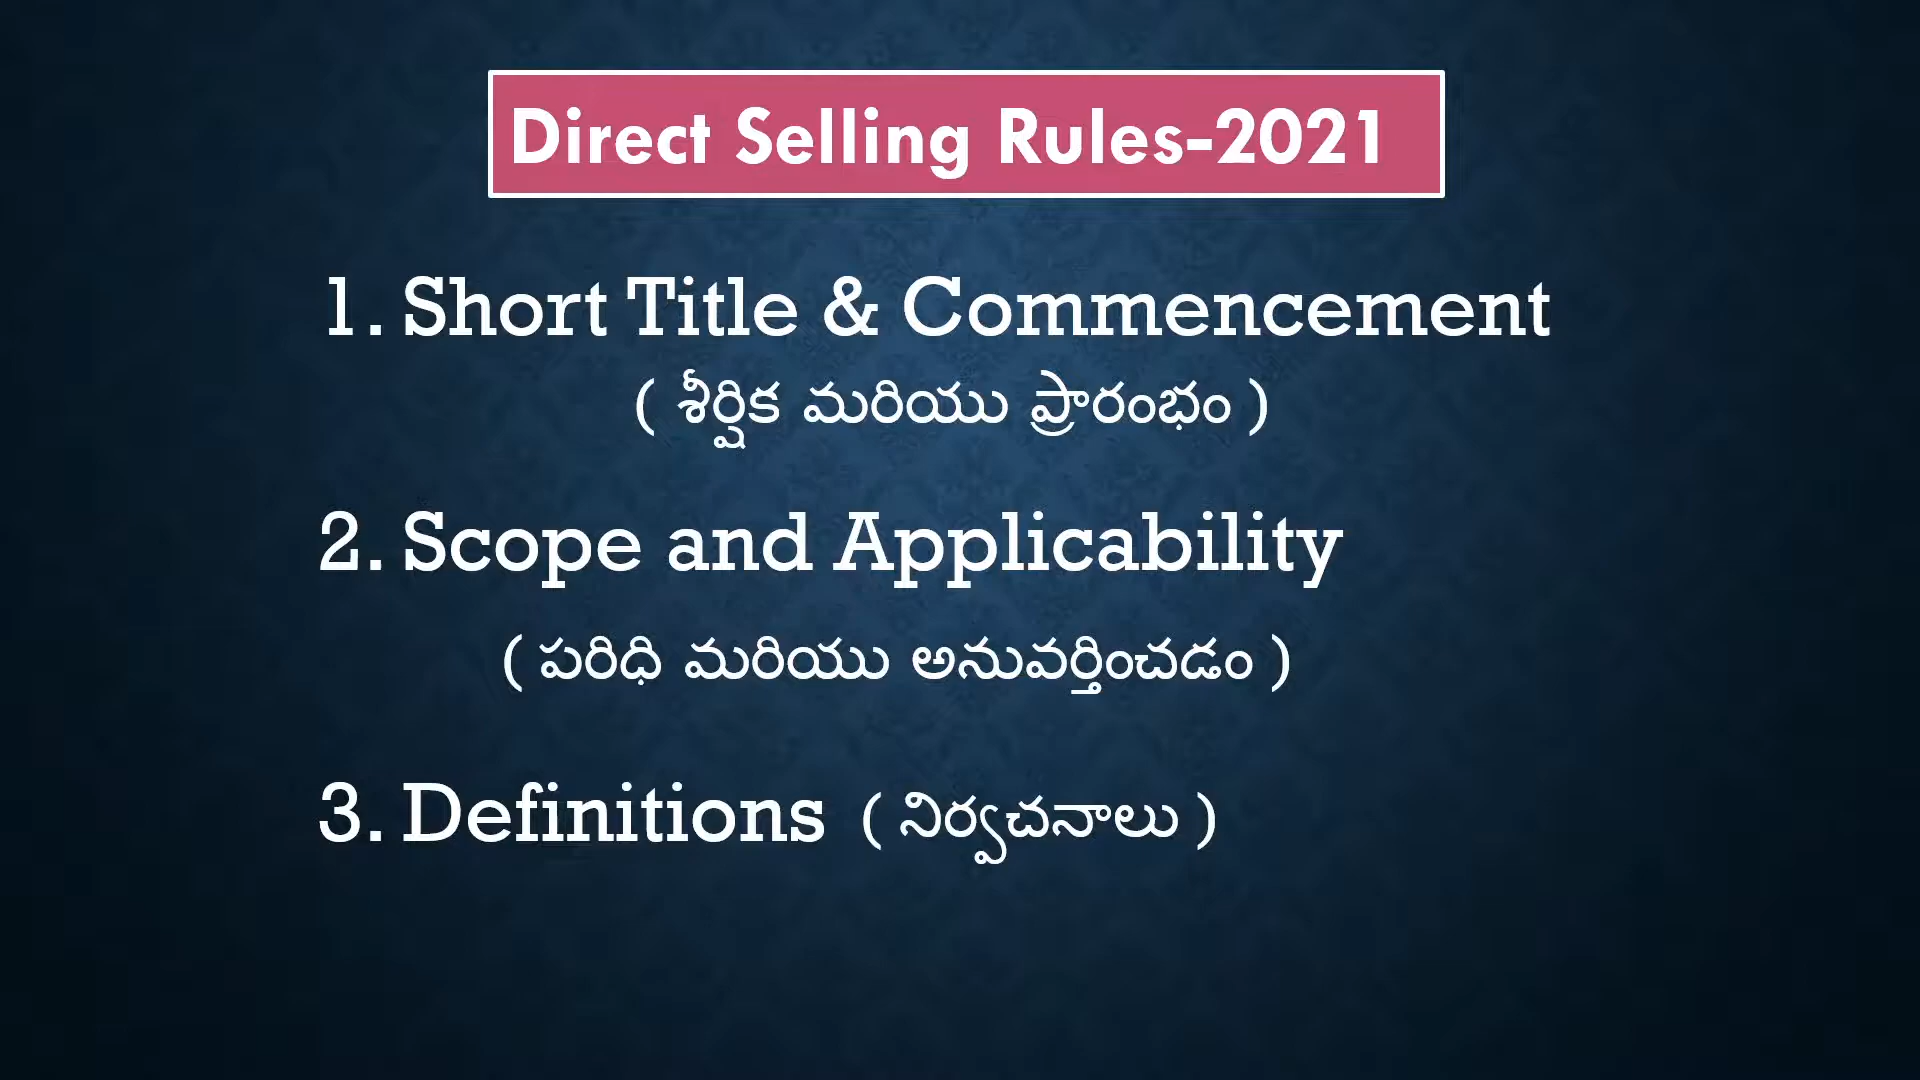 Direct Selling Rules-2021
1. Short Title & Commencement
( శీర్షిక మరియు ప్రారంభం )
2. Scope and Applicability
( పరిధి మరియు అనువర్తించడం )
3. Definitions ( నిర్వచనాలు )